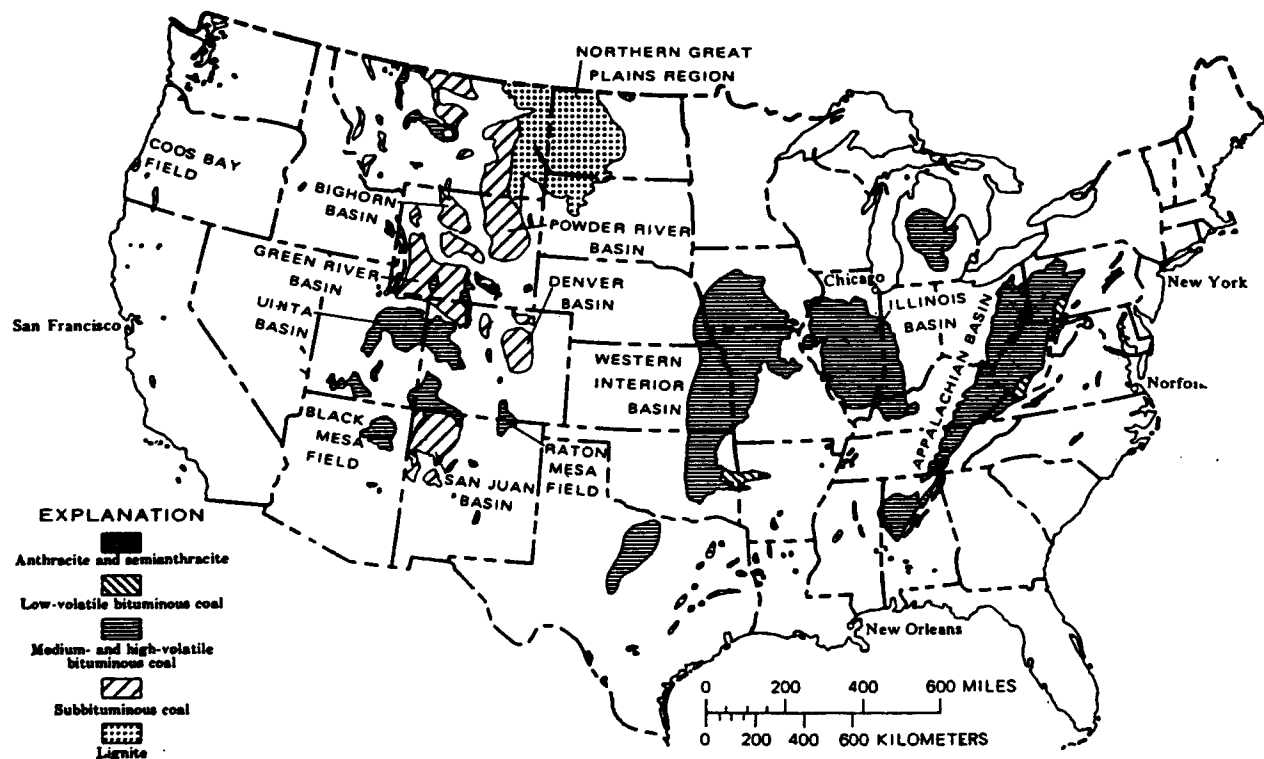 NORTHERN GREAT
PLAINS REGION
COOS BAY
FIELD
BIGHORN
BASIN
POWDER RIVER
BASIN
GREEN RIVER
BASIN
DENVER
BASIN
UINTA
BASIN
Chicago
ILLINOIS
BASIN
New York
San Francisco
WESTERN
INTERIOR
BASIN
APPALACHIAN BASIN
BLACK
MESA
FIELD
RATON
MESA
FIELD
SAN JUAN
BASIN
New Orleans
EXPLANATION
Anthracite and semianthracite
Low-volatile bituminous coal
Medium- and high-volatile
bituminous coal
Subbituminous coal
Lignite
0 200 400 600 MILES
0 200 400 600 KILOMETERS